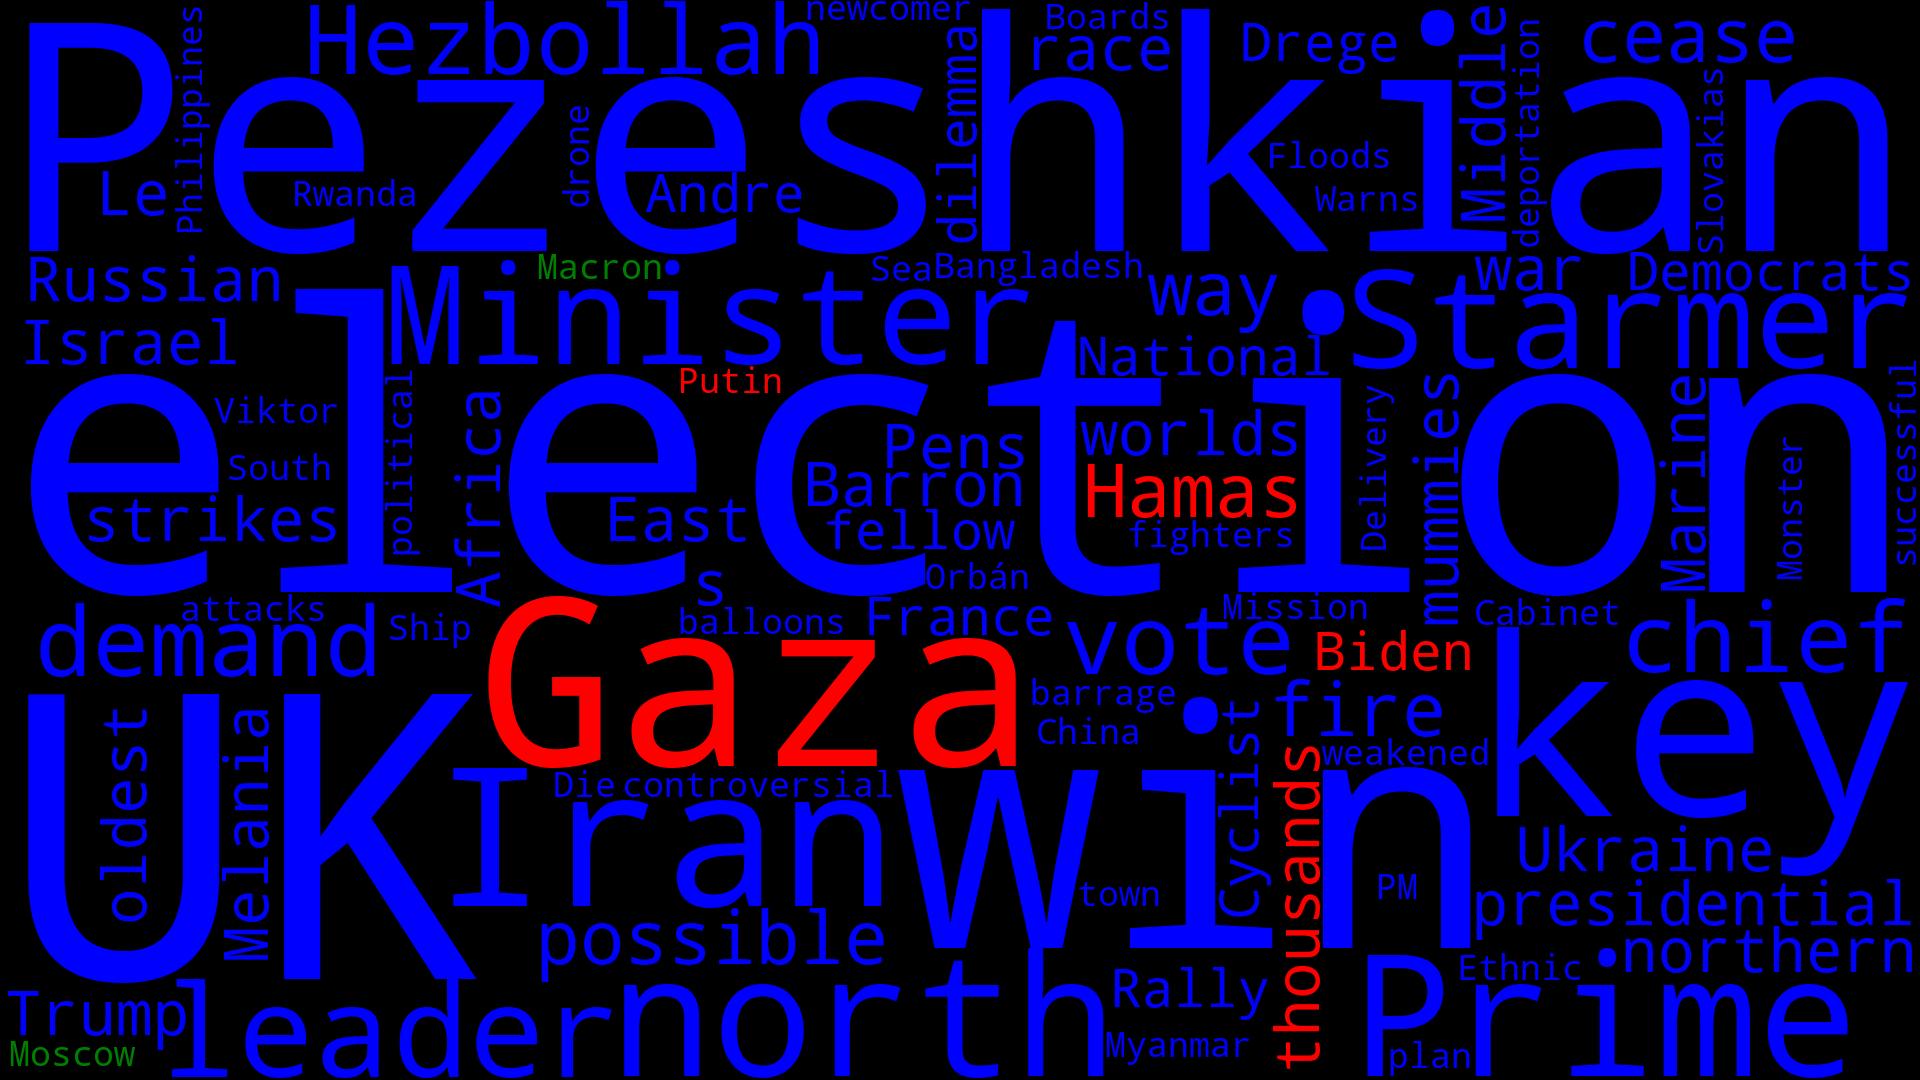 Pezeshkian
Hezbollah
newcomer
Boards
race
Drege
Middle
cease
Philippines
drone
dilemma
deportation
Slovakias
Floods
Le
Rwanda
Andre
Warns
Russian
Macron
Sea
Bangladesh
way
war
Democrats
Minister
Starmer
Israel
election
National
Putin
Viktor
political
Africa
Pens
worlds
Delivery
mummies
Marine
successful
South
Barron
Hamas
Monster
strikes
East
fellow
fighters
s
Orbán
attacks
Ship
balloons
France
Mission
Cabinet
demand
Gaza
vote
Biden
chief
key
barrage
fire
UK
oldest
Melania
China
Cyclist
weakened
thousands
Die
controversial
Iran
win
Ukraine
town
PM
presidential
possible
northern
Ethnic
Trump
leader
north
Rally
Prime
Moscow
Myanmar
plan